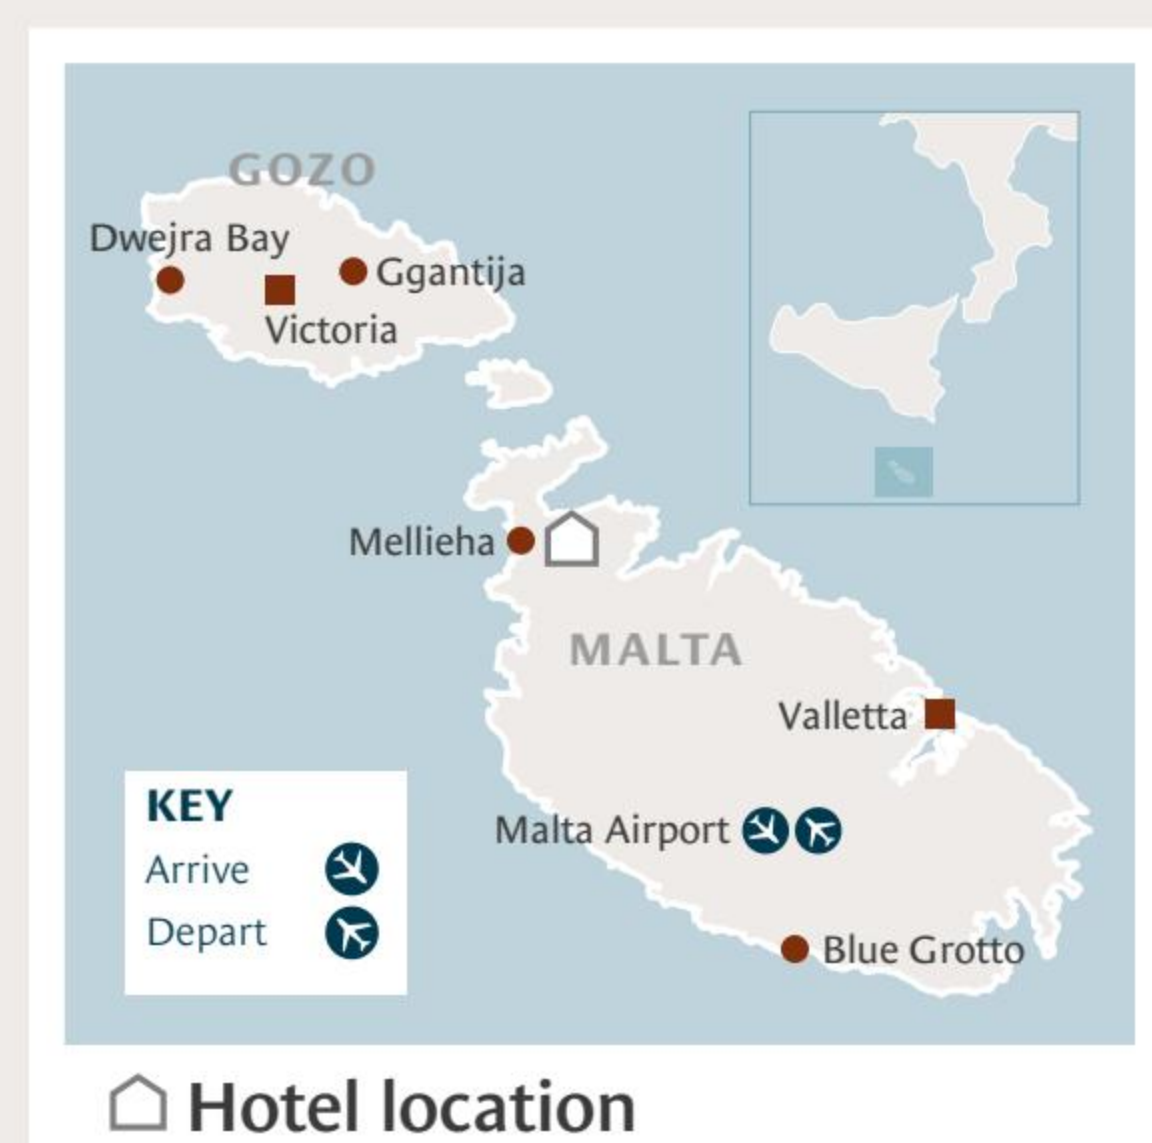 GOZO
Dwejra Bay
Ggantija
Victoria
Mellieha
MALTA
Valletta
Malta Airport
Blue Grotto
KEY
Arrive
Depart
Hotel location